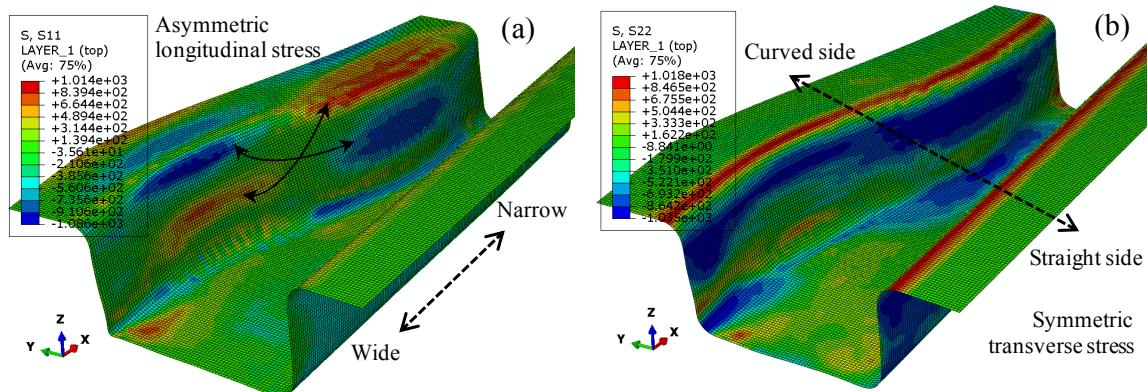 S, S11
LAYER_1 (top)
(Avg: 75%)
+1.014e+03
+8.394e+02
+6.644e+02
+4.894e+02
+3.144e+02
+1.394e+02
-3.561e+01
-2.106e+02
-3.856e+02
-5.606e+02
-7.356e+02
-9.106e+02
-1.086e+03
Asymmetric
longitudinal stress
(a)
Narrow
Wide
Z
Y
X
S, S22
LAYER_1 (top)
(Avg: 75%)
+1.018e+03
+8.465e+02
+6.755e+02
+5.044e+02
+3.333e+02
+1.622e+02
-8.841e+00
-1.799e+02
-3.510e+02
-5.221e+02
-6.932e+02
-8.642e+02
-1.035e+03
Curved side
(b)
Straight side
Symmetric
transverse stress
Z
Y
X